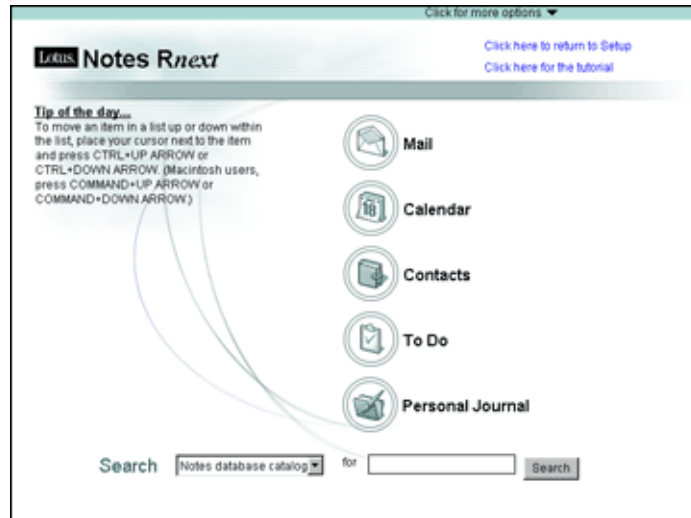 Click for more options
Lotus Notes Rnext
Click here to return to Setup
Click here for the tutorial
Tip of the day...
To move an item in a list up or down within
the list, place your cursor next to the item
and press CTRL+UP ARROW or
CTRL+DOWN ARROW. (Macintosh users,
press COMMAND+UP ARROW or
COMMAND+DOWN ARROW.)
Mail
18
Calendar
Contacts
To Do
Personal Journal
Search Notes database catalog for Search